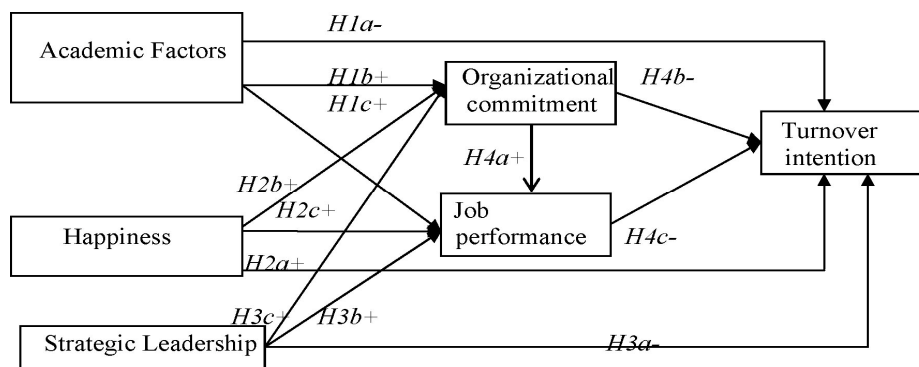 H1a-
Academic Factors
H1b+
H1c+
Organizational
commitment
H4b-
Turnover
intention
H4a+
H2b+
H2c+
Happiness
Job
performance
H4c-
H2a+
H3c+
H3b+
Strategic Leadership
H3a-